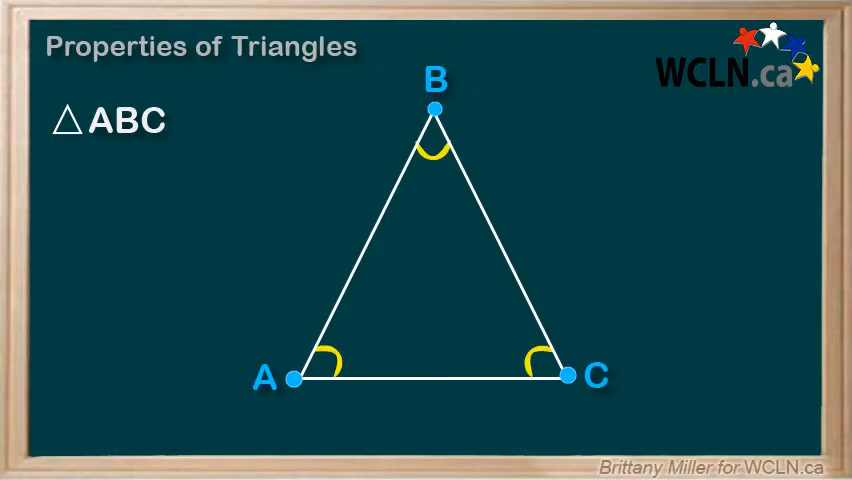 Properties of Triangles
WCLN.ca
B
△ABC
A
C
Brittany Miller for WCLN.ca